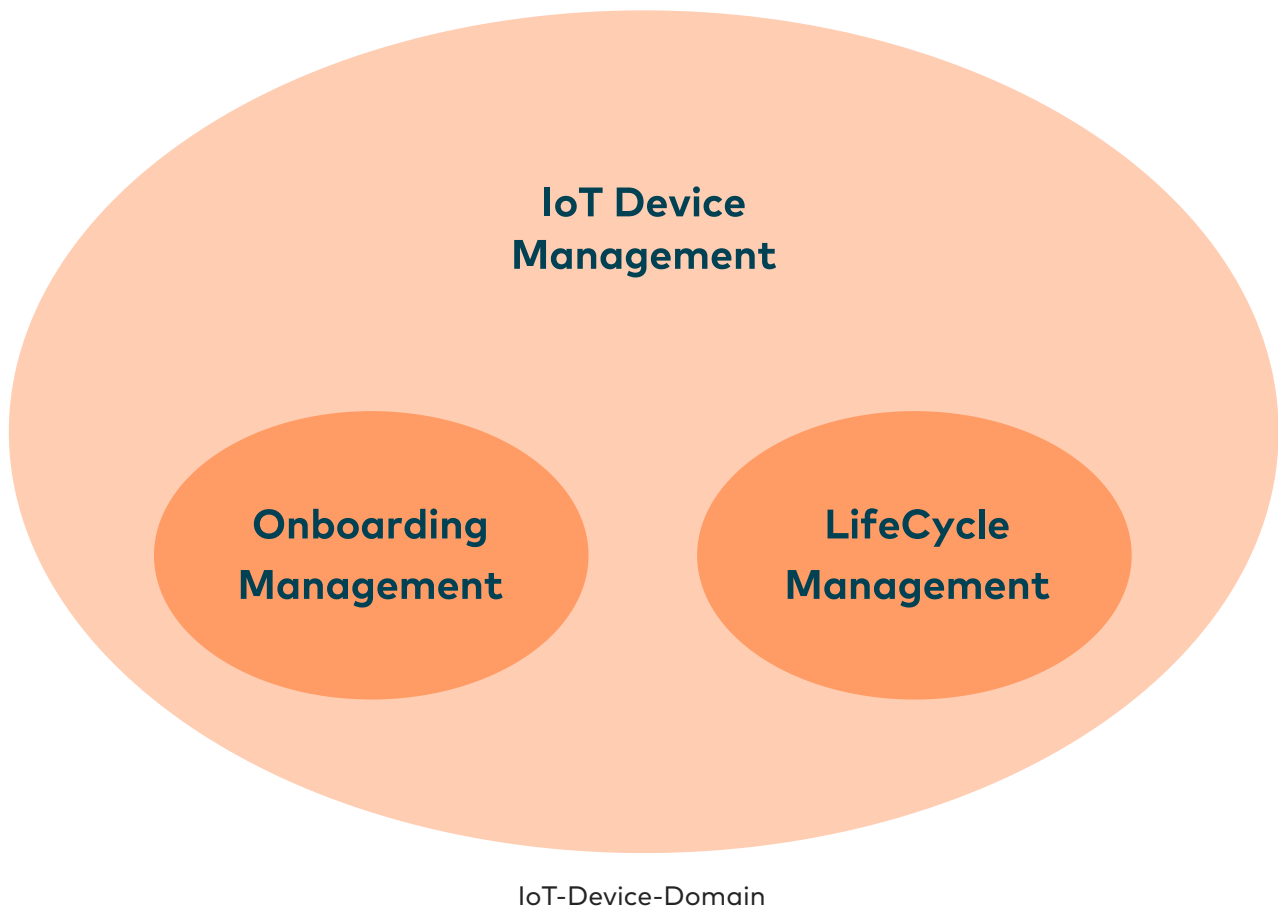 IoT Device
Management
Onboarding
Management
LifeCycle
Management
IoT-Device-Domain